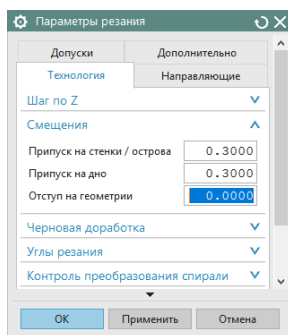 Параметры резания
Допуски
Дополнительно
Технология
Направляющие
Шаг по Z
Смещения
Припуск на стенки / острова 0.3000
Припуск на дно 0.3000
Отступ на геометрии 0.0000
Черновая доработка
Углы резания
Контроль преобразования спирали
ОК
Применить
Отмена